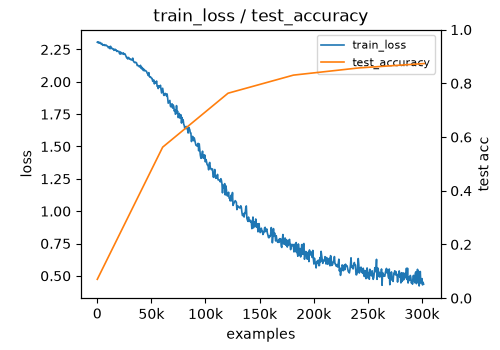 train_loss / test_accuracy
train_loss
test_accuracy
2.25
2.00
1.75
1.50
1.25
1.00
0.75
0.50
loss
1.0
0.8
0.6
0.4
0.2
0.0
test acc
0
50k
100k
150k
200k
250k
300k
examples